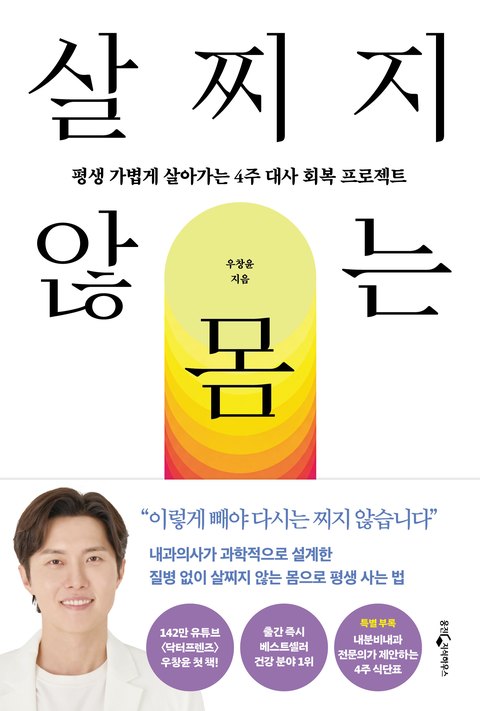 살찌지
평생 가볍게 살아가는 4주 대사 회복 프로젝트
않는
우창윤
지음
몸
“이렇게 빼야 다시는 찌지 않습니다”
내과의사가 과학적으로 설계한
질병 없이 살찌지 않는 몸으로 평생 사는 법
142만 유튜브
〈닥터프렌즈〉
우창윤 첫 책!
출간 즉시
베스트셀러
건강 분야 1위
특별 부록
내분비내과
전문의가 제안하는
4주 식단표
웅진 지식하우스